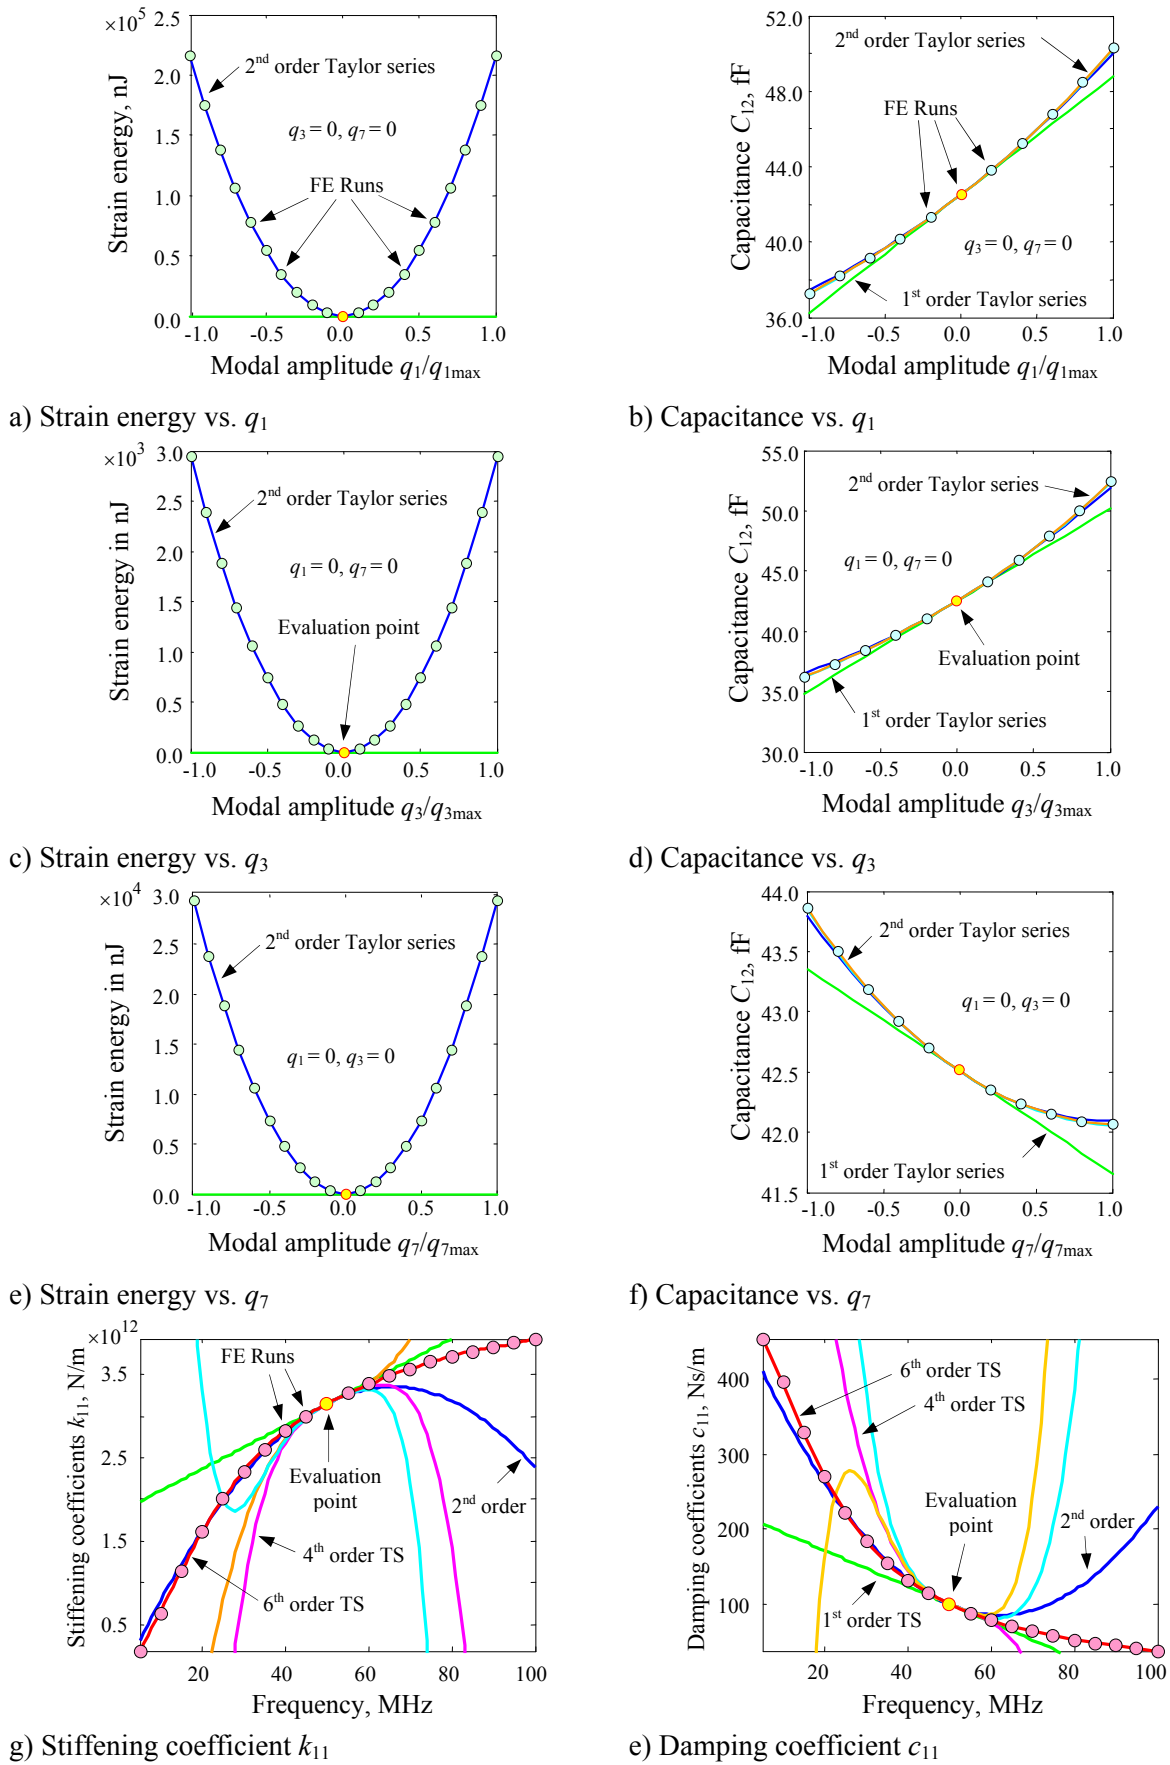 ×10⁵
2.5
2.0
1.5
1.0
0.5
0.0
Strain energy, nJ
2nd order Taylor series
q3 = 0, q7 = 0
FE Runs
-1.0 -0.5 0.0 0.5 1.0
Modal amplitude q1/q1max
a) Strain energy vs. q1
52.0
48.0
44.0
40.0
36.0
Capacitance C12, fF
2nd order Taylor series
FE Runs
q3 = 0, q7 = 0
1st order Taylor series
-1.0 -0.5 0.0 0.5 1.0
Modal amplitude q1/q1max
b) Capacitance vs. q1
×10³
3.0
2.5
2.0
1.5
1.0
0.5
0.0
Strain energy in nJ
2nd order Taylor series
q1 = 0, q7 = 0
Evaluation point
-1.0 -0.5 0.0 0.5 1.0
Modal amplitude q3/q3max
c) Strain energy vs. q3
55.0
50.0
45.0
40.0
35.0
30.0
Capacitance C12, fF
2nd order Taylor series
q1 = 0, q7 = 0
Evaluation point
1st order Taylor series
-1.0 -0.5 0.0 0.5 1.0
Modal amplitude q3/q3max
d) Capacitance vs. q3
×10⁴
3.0
2.5
2.0
1.5
1.0
0.5
0.0
Strain energy in nJ
2nd order Taylor series
q1 = 0, q3 = 0
-1.0 -0.5 0.0 0.5 1.0
Modal amplitude q7/q7max
e) Strain energy vs. q7
44.0
43.5
43.0
42.5
42.0
41.5
Capacitance C12, fF
2nd order Taylor series
q1 = 0, q3 = 0
1st order Taylor series
-1.0 -0.5 0.0 0.5 1.0
Modal amplitude q7/q7max
f) Capacitance vs. q7
×10¹²
3.5
2.5
1.5
0.5
Stiffening coefficients k11, N/m
FE Runs
Evaluation
point
2nd order
4th order TS
6th order TS
20 40 60 80 100
Frequency, MHz
g) Stiffening coefficient k11
400
300
200
100
Damping coefficients c11, Ns/m
6th order TS
4th order TS
Evaluation
point
2nd order
1st order TS
20 40 60 80 100
Frequency, MHz
e) Damping coefficient c11